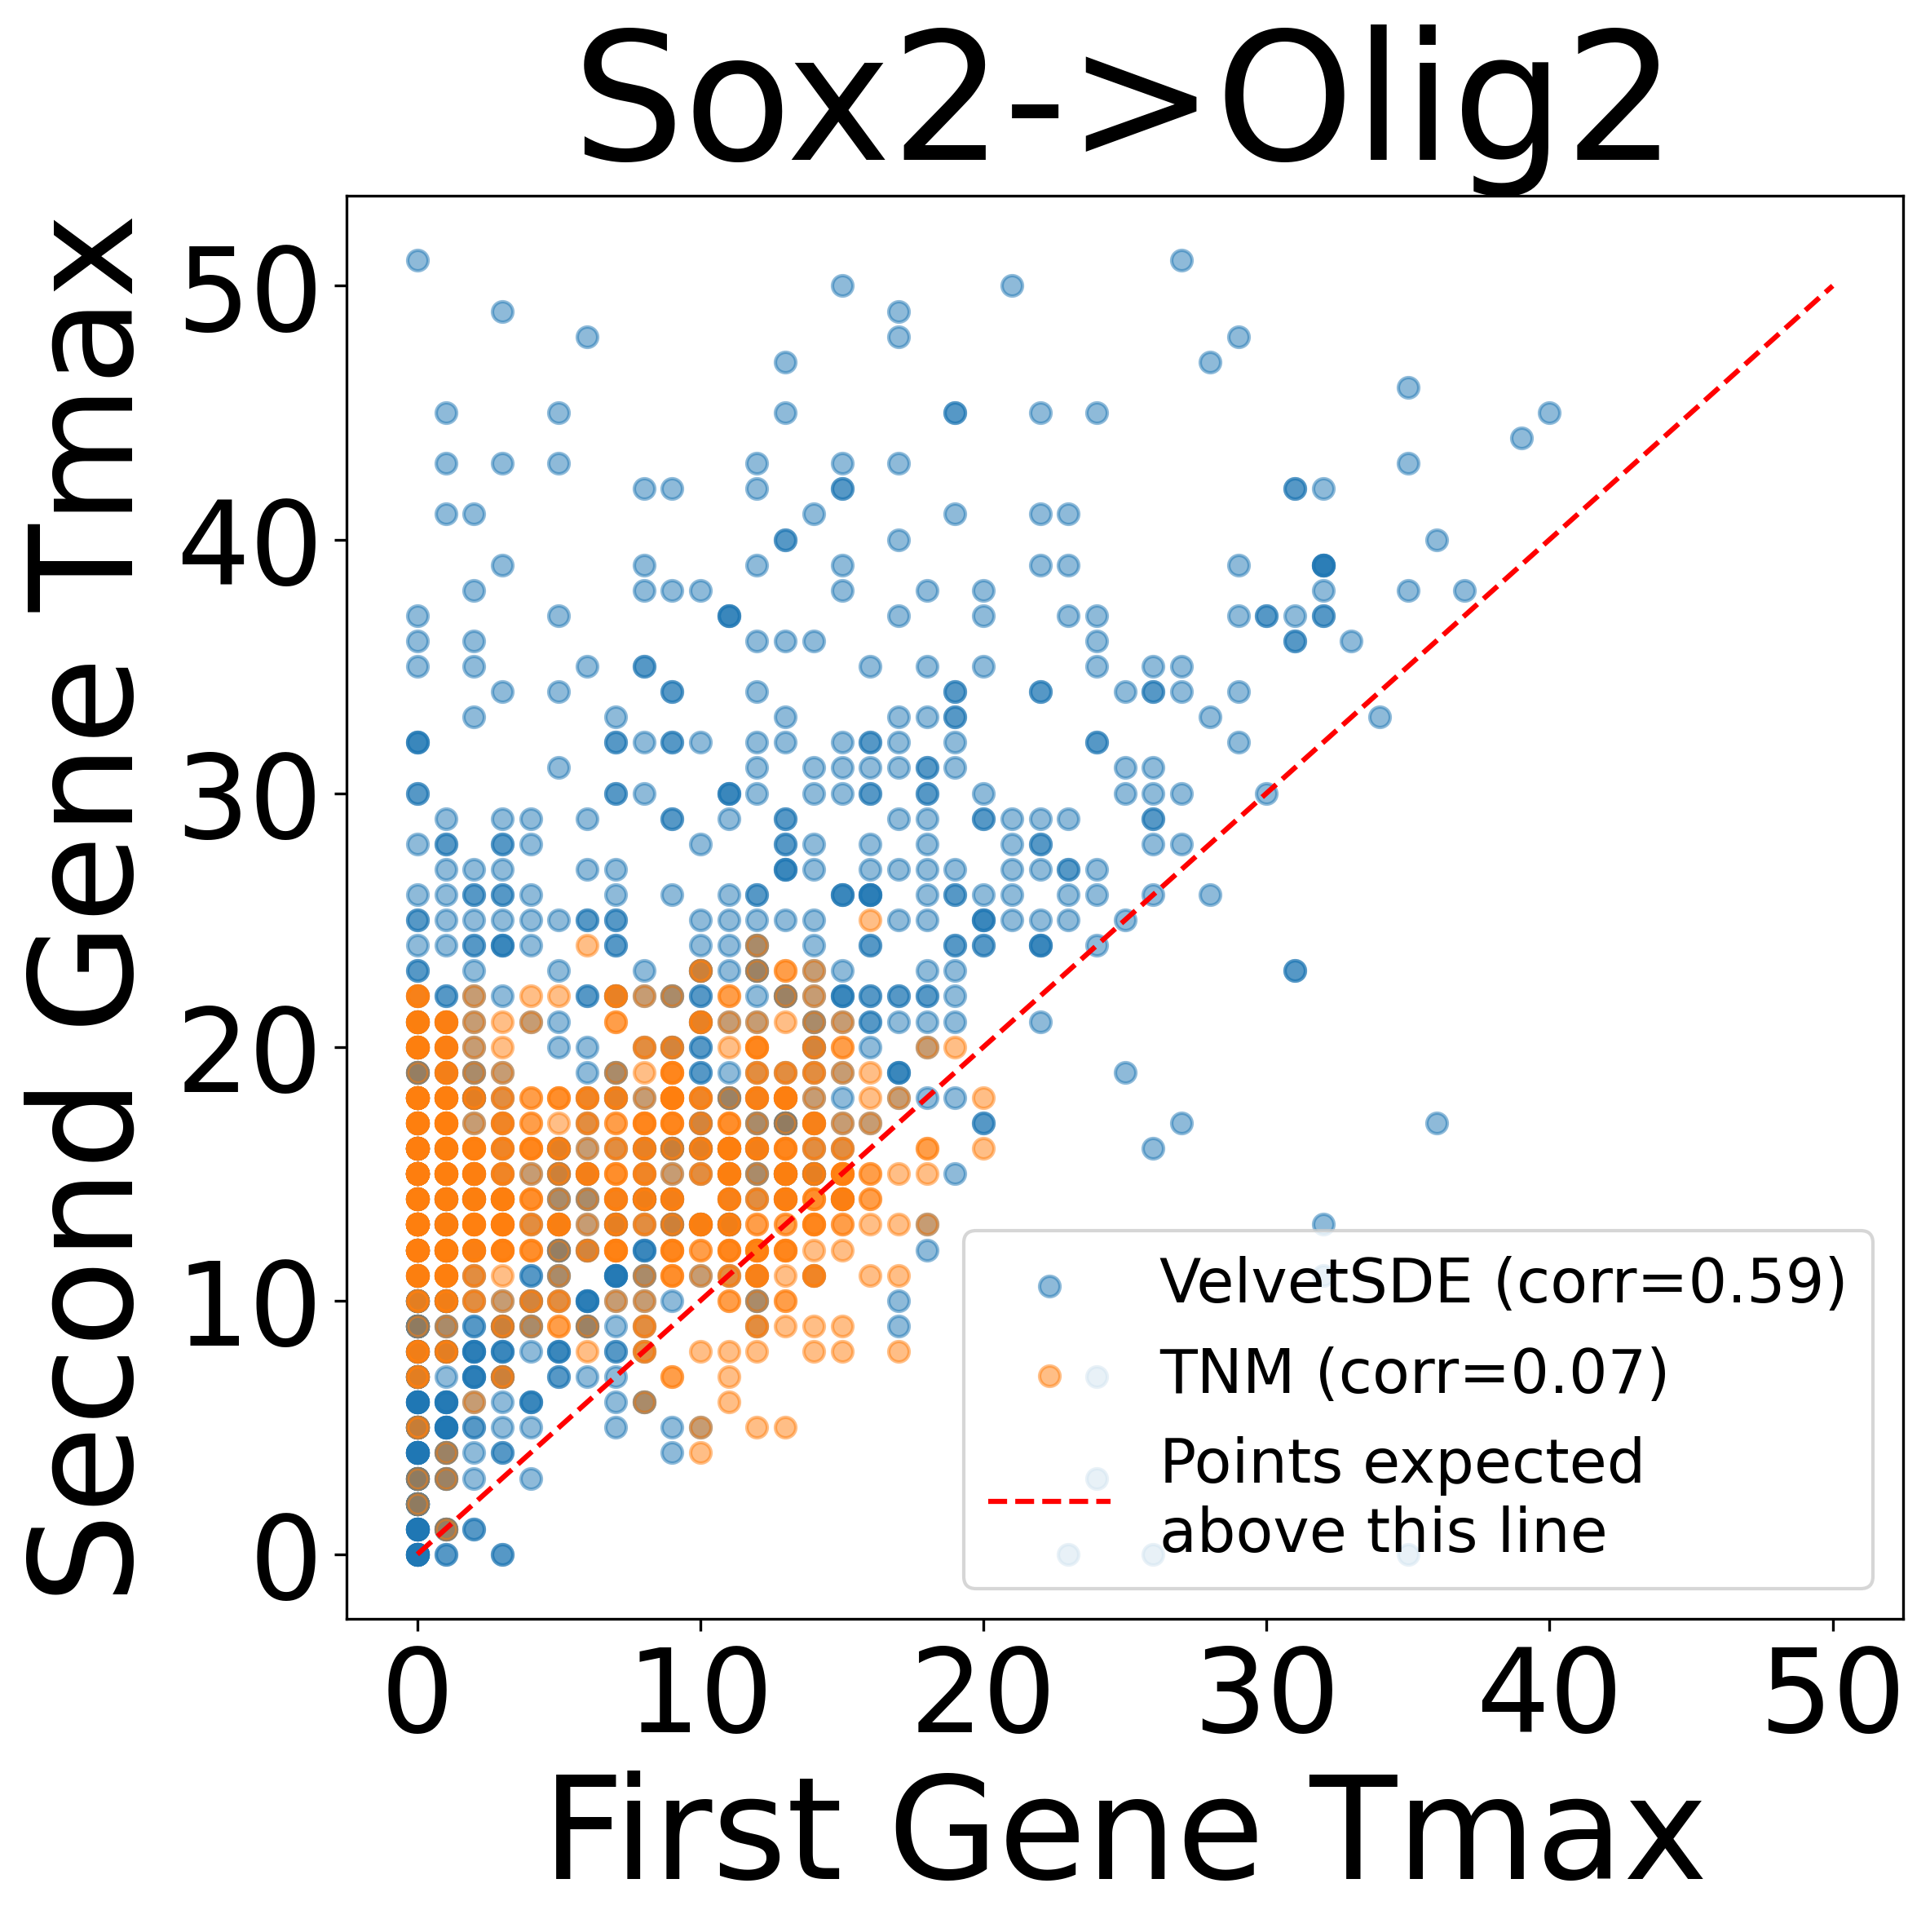 Sox2->Olig2
Second Gene Tmax
50
40
30
20
10
0
VelvetSDE (corr=0.59)
TNM (corr=0.07)
Points expected
above this line
0 10 20 30 40 50
First Gene Tmax